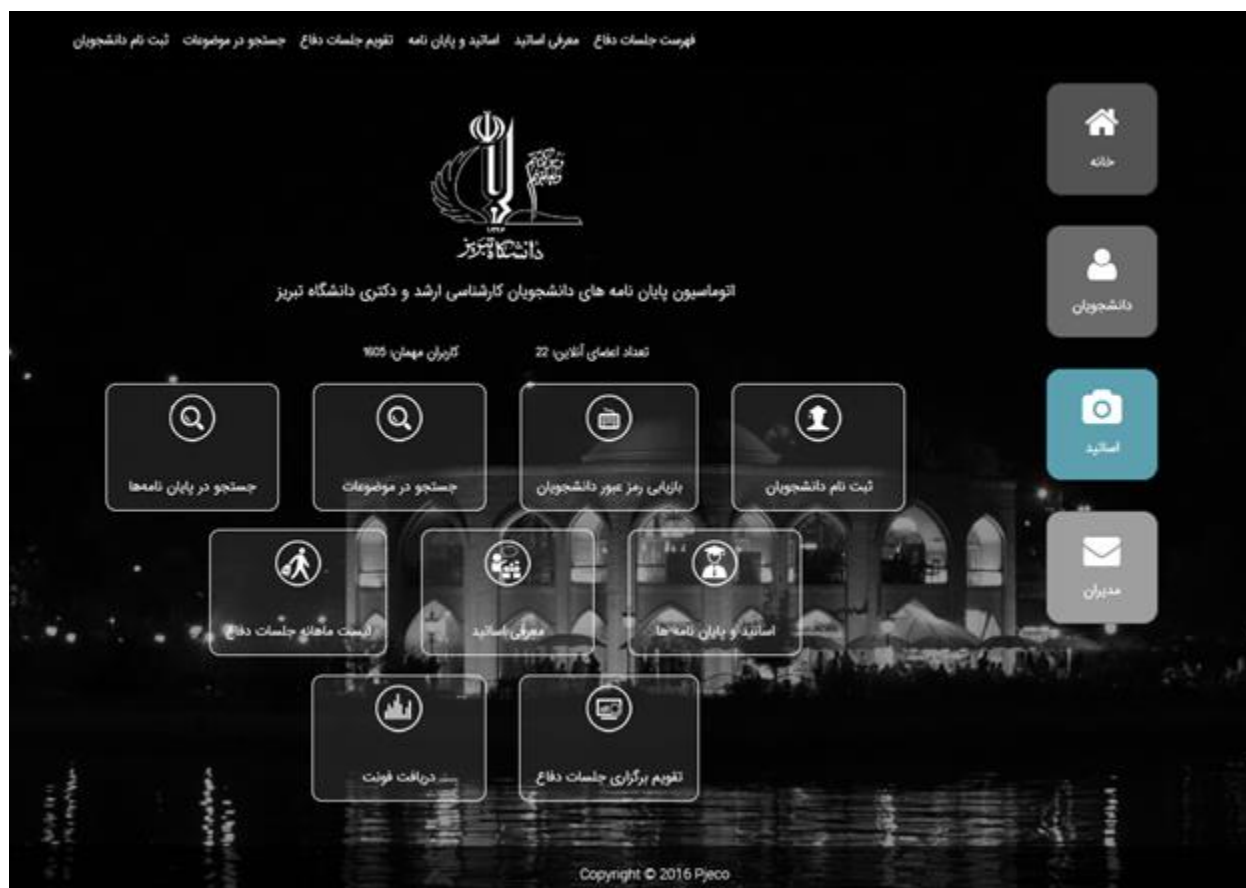 فهرست جلسات دفاع معرفی اساتید اساتید و پایان نامه تقویم جلسات دفاع جستجو در موضوعات ثبت نام دانشجویان
خانه
دانشگاه تبریز
اتوماسیون پایان نامه های دانشجویان کارشناسی ارشد و دکتری دانشگاه تبریز
دانشجویان
تعداد اعضای آنلاین: 22 کاربران مهمان: 1605
اساتید
ثبت نام دانشجویان
بازیابی رمز عبور دانشجویان
جستجو در موضوعات
جستجو در پایان نامه‌ها
مدیران
اساتید و پایان نامه ها
معرفی اساتید
لیست ماهانه جلسات دفاع
تقویم برگزاری جلسات دفاع
دریافت فونت
Copyright © 2016 Pjeco